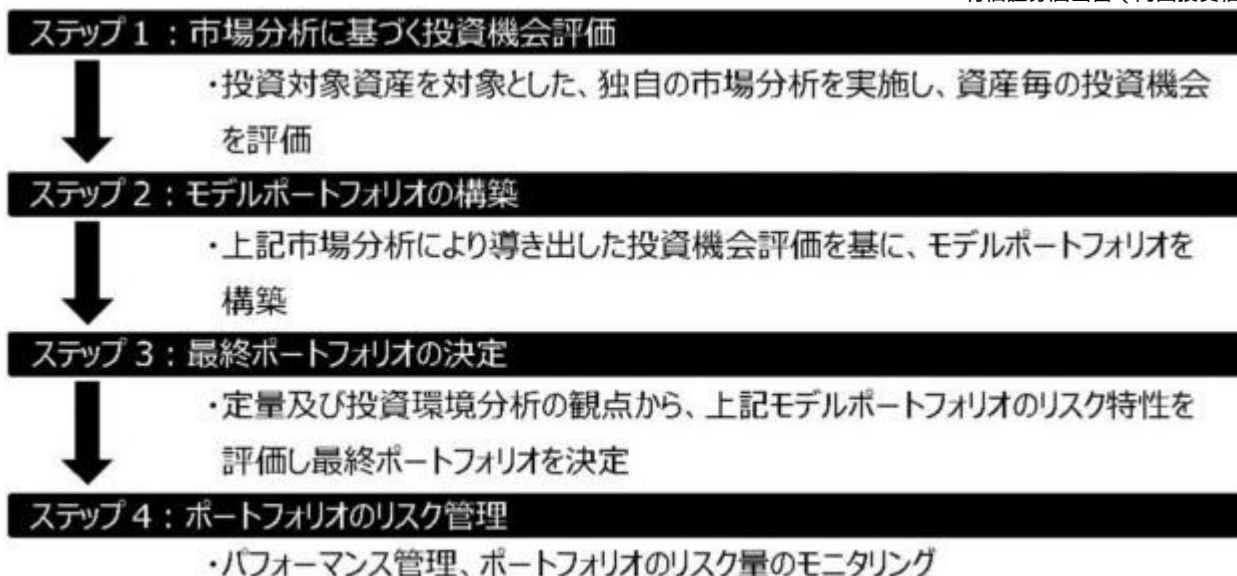 ステップ1：市場分析に基づく投資機会評価
・投資対象資産を対象とした、独自の市場分析を実施し、資産毎の投資機会
を評価
ステップ2：モデルポートフォリオの構築
・上記市場分析により導き出した投資機会評価を基に、モデルポートフォリオを
構築
ステップ3：最終ポートフォリオの決定
・定量及び投資環境分析の観点から、上記モデルポートフォリオのリスク特性を
評価し最終ポートフォリオを決定
ステップ4：ポートフォリオのリスク管理
・パフォーマンス管理、ポートフォリオのリスク量のモニタリング